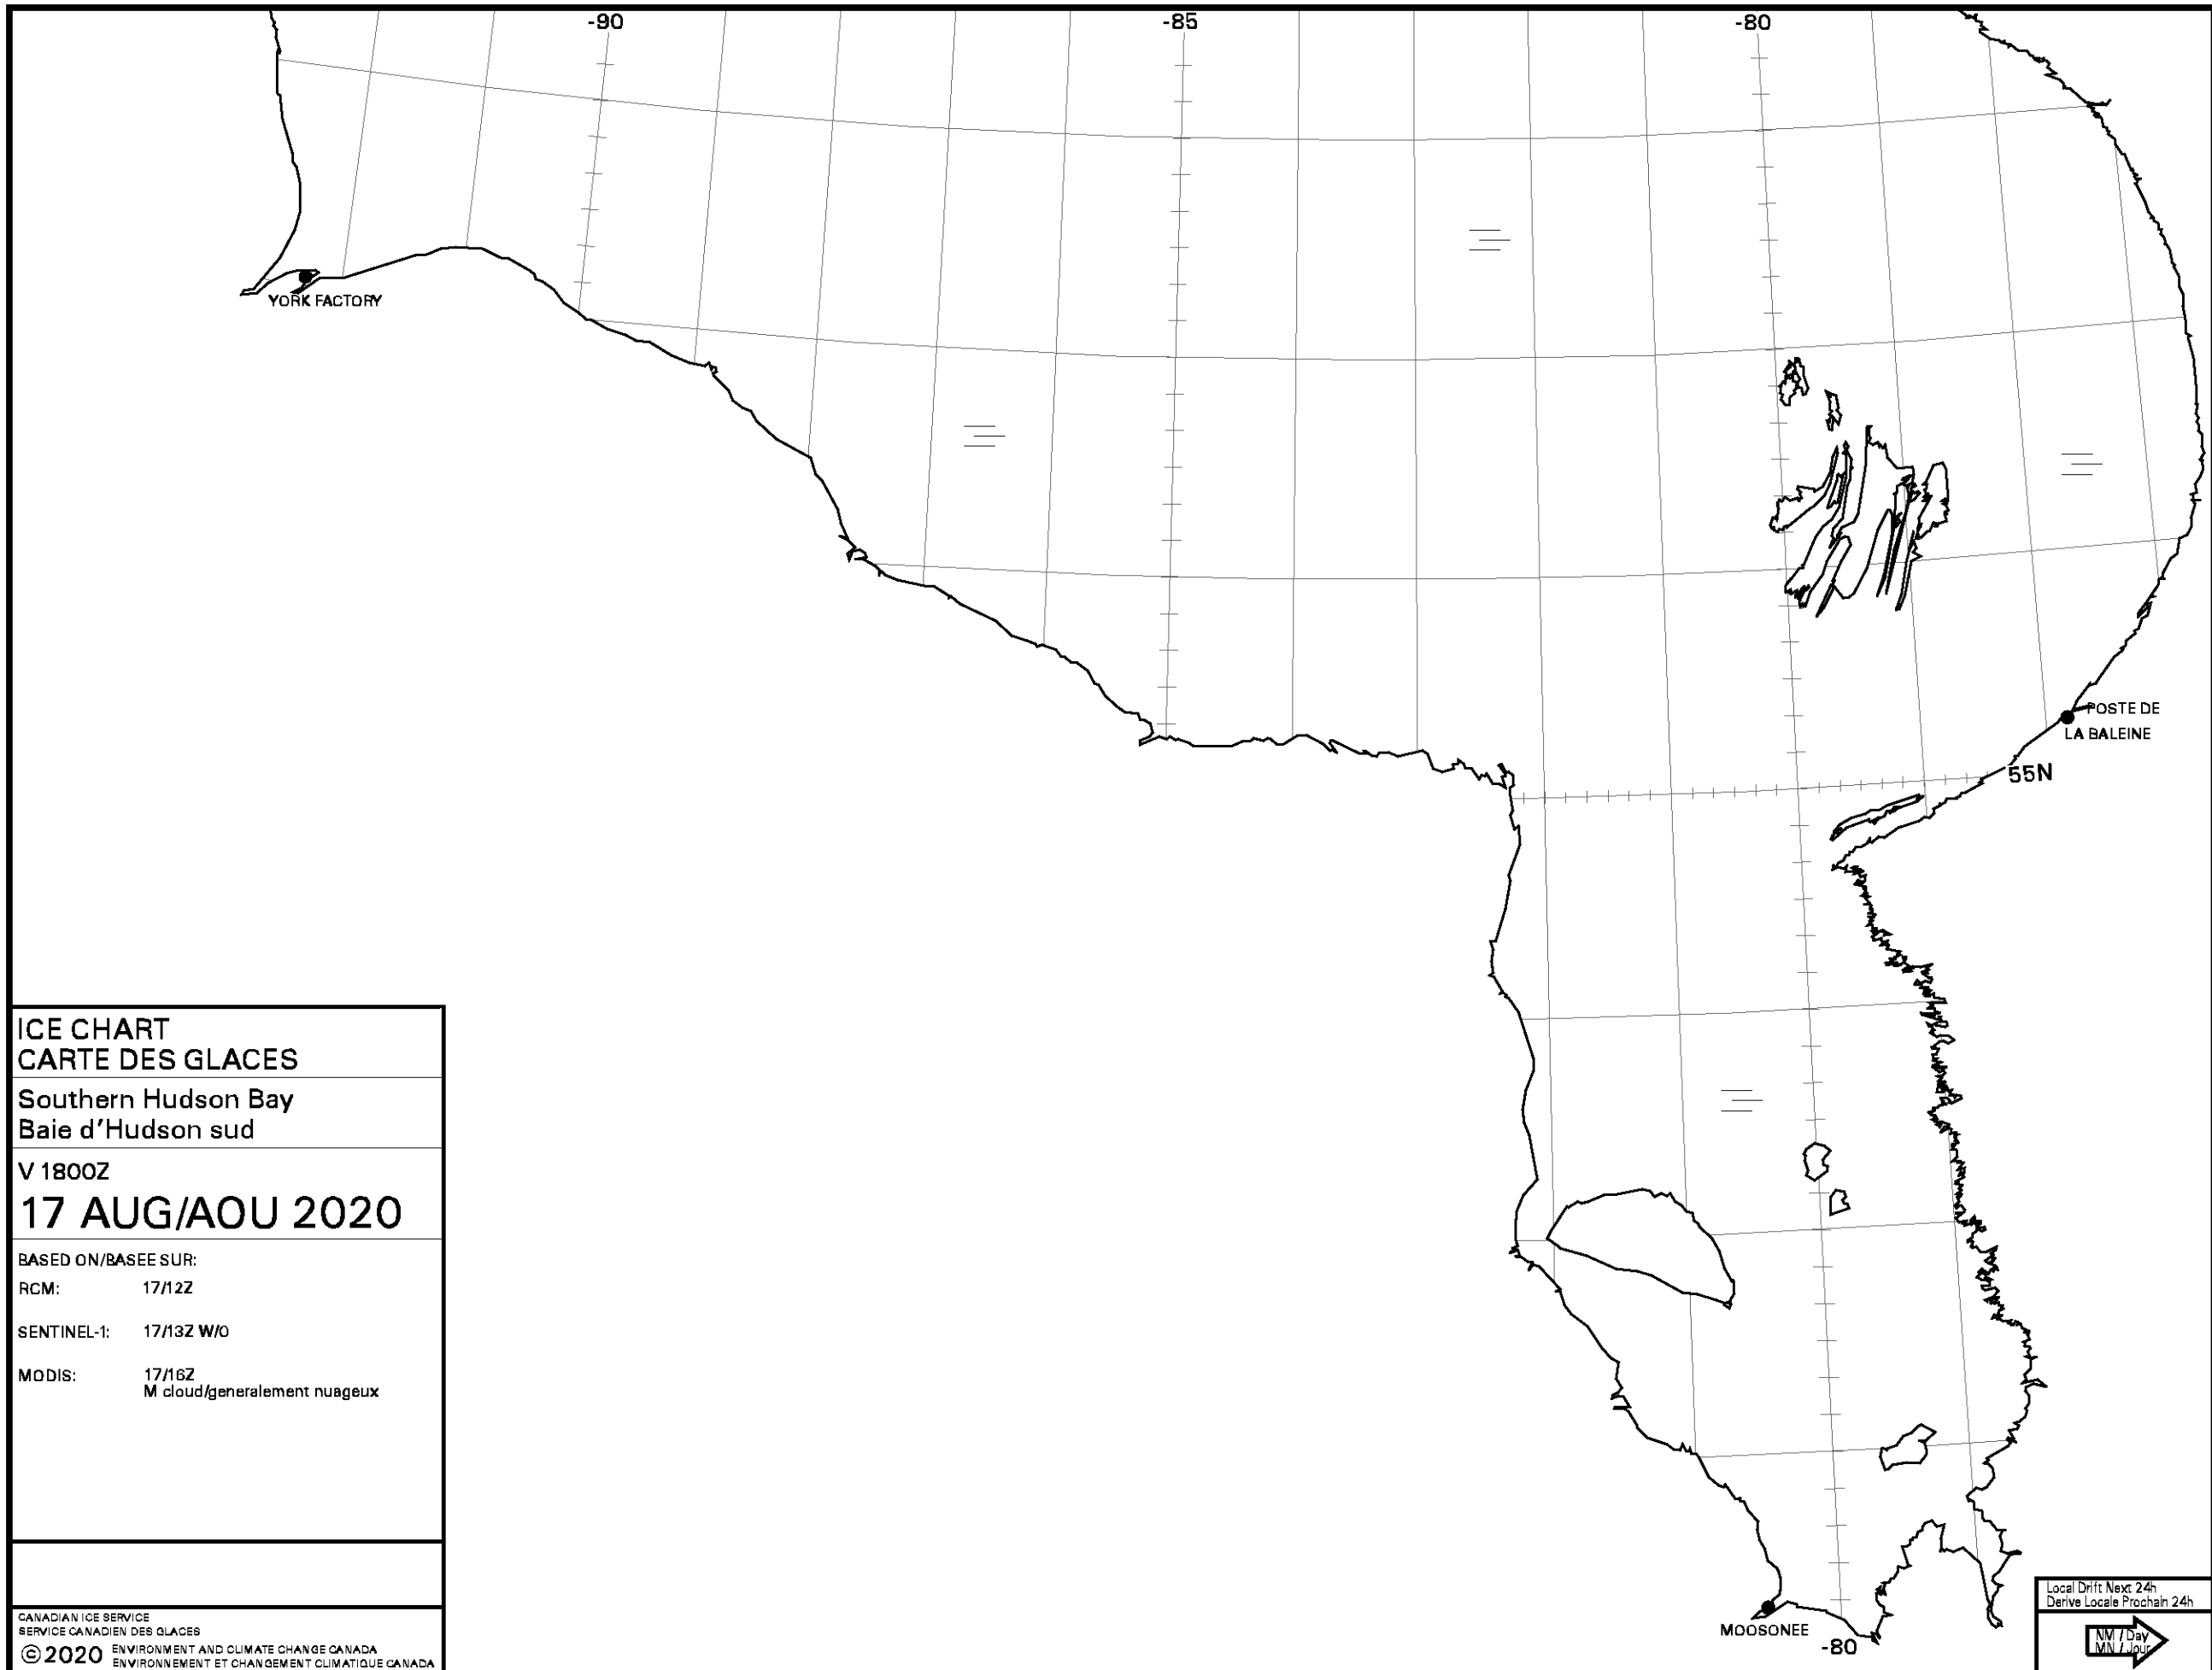 -90
-85
-80
YORK FACTORY
POSTE DE
LA BALEINE
55N
ICE CHART
CARTE DES GLACES
Southern Hudson Bay
Baie d'Hudson sud
V 1800Z
17 AUG/AOU 2020
BASED ON/BASEE SUR:
RCM: 17/12Z
SENTINEL-1: 17/13Z W/O
MODIS: 17/16Z
M cloud/generalement nuageux
CANADIAN ICE SERVICE
SERVICE CANADIEN DES GLACES
©2020 ENVIRONMENT AND CLIMATE CHANGE CANADA
ENVIRONNEMENT ET CHANGEMENT CLIMATIQUE CANADA
MOOSONEE
-80
Local Drift Next 24h
Derive Locale Prochain 24h
NM / Day
MN / Jour